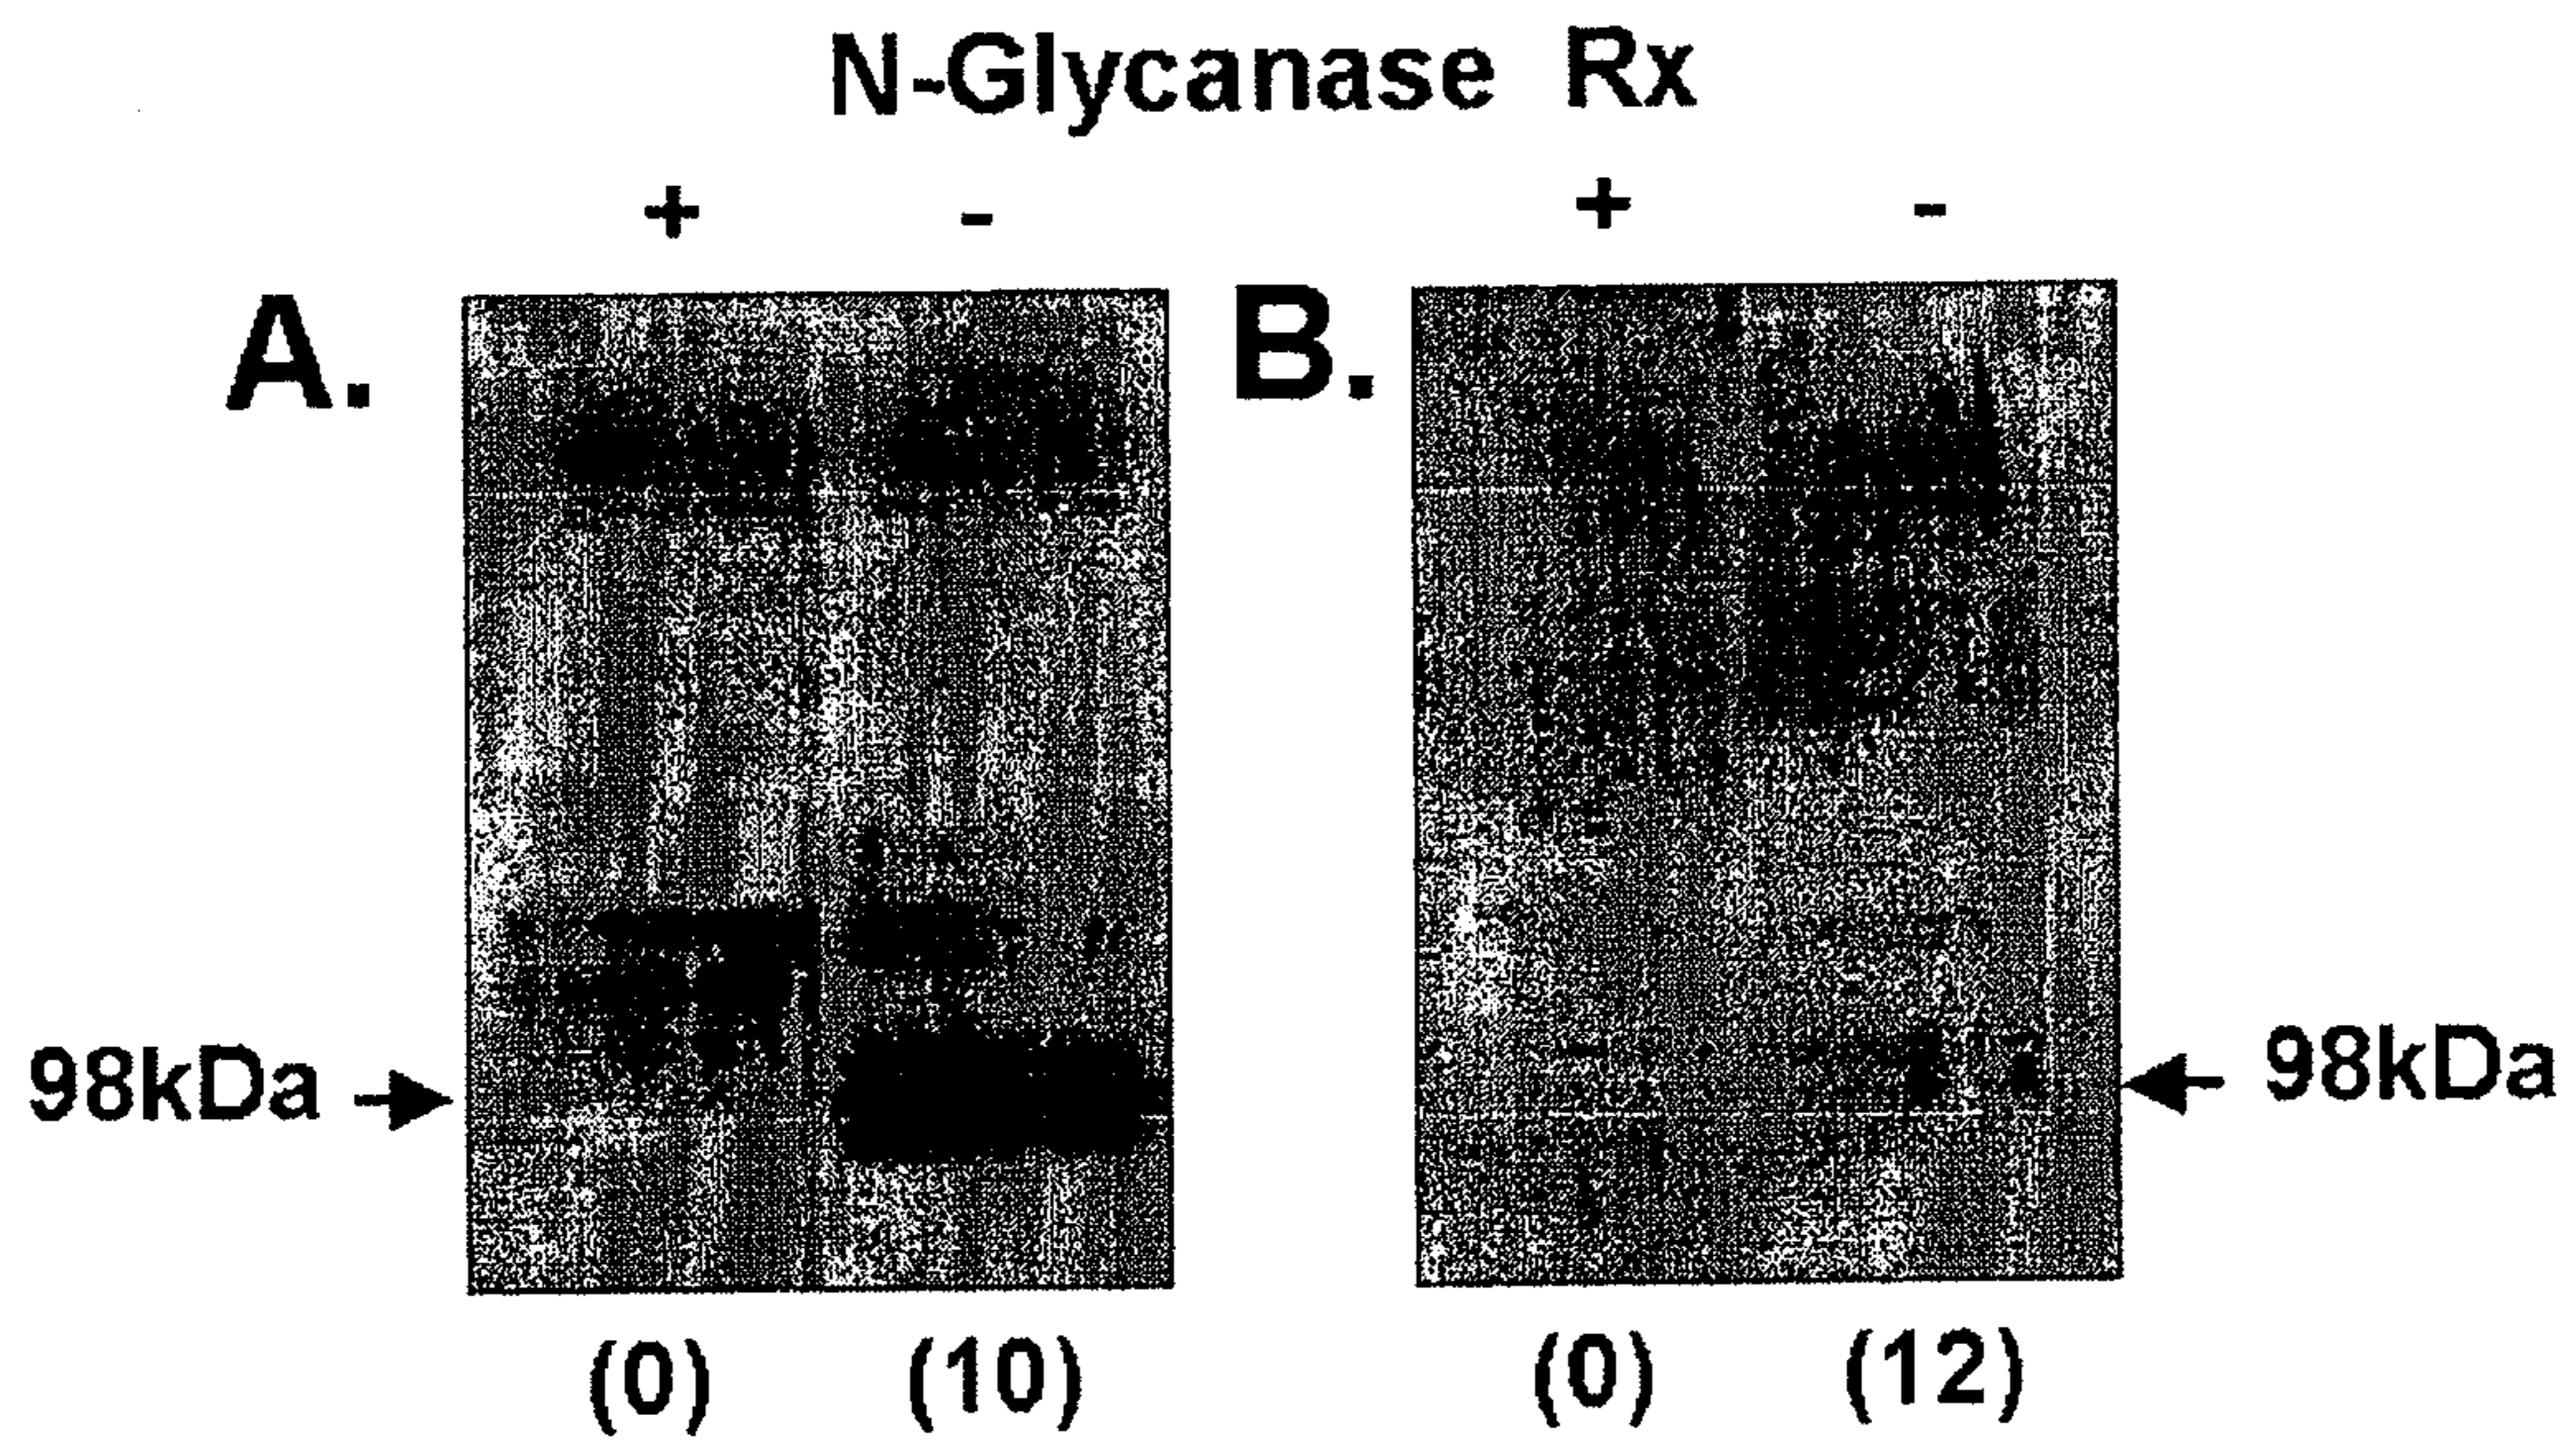 N-Glycanase Rx
+ - + -
A. B.
98kDa 98kDa
(0) (10) (0) (12)